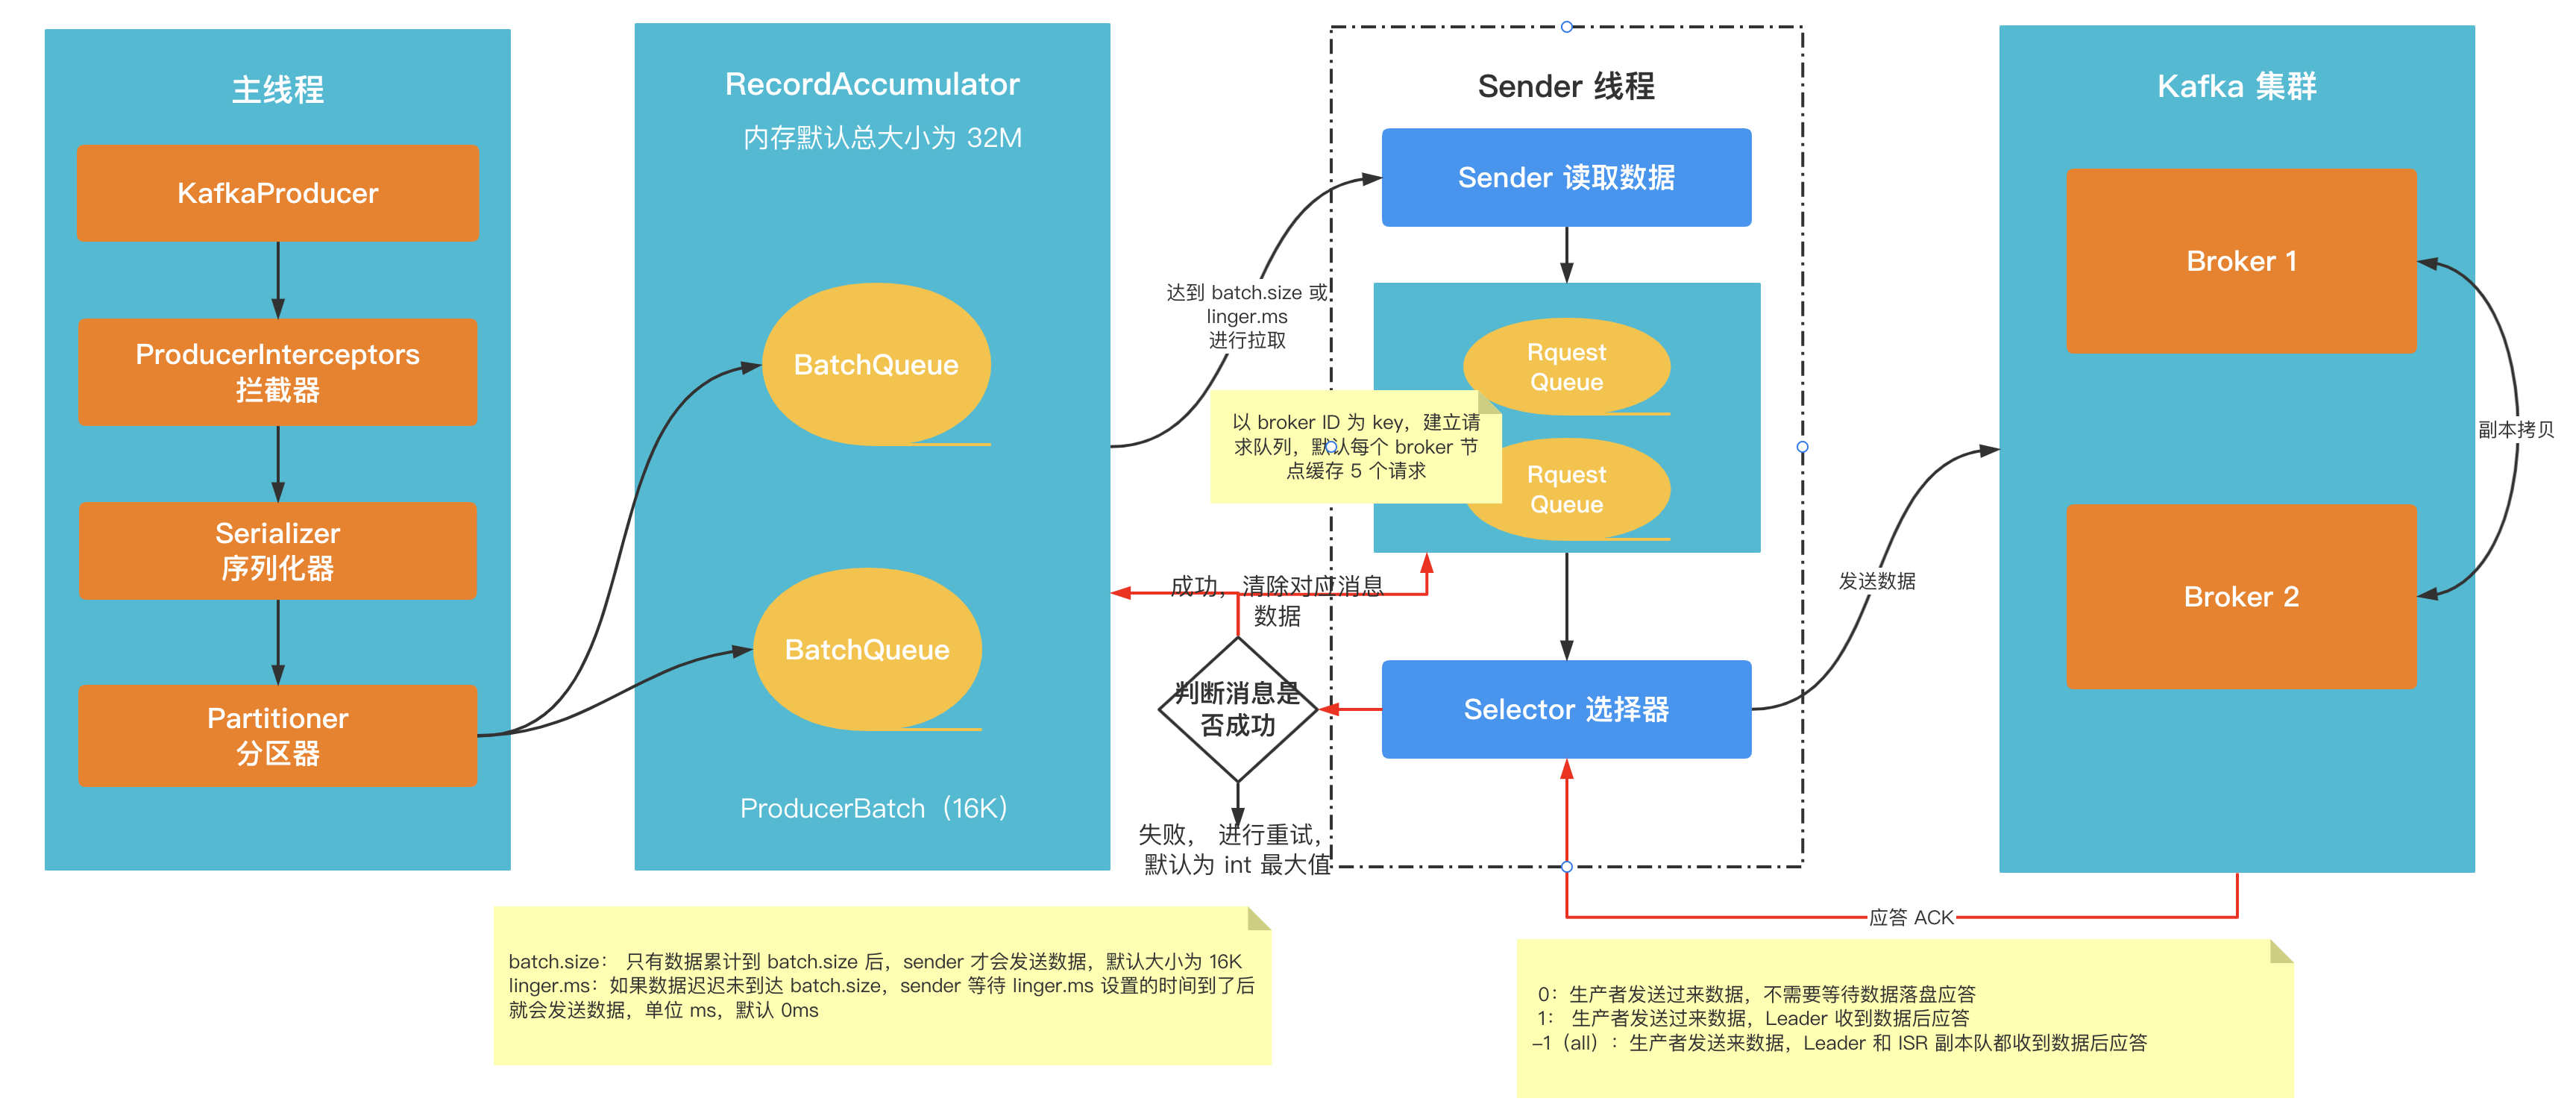 主线程
KafkaProducer
ProducerInterceptors
拦截器
Serializer
序列化器
Partitioner
分区器
RecordAccumulator
内存默认总大小为 32M
BatchQueue
BatchQueue
ProducerBatch（16K）
达到 batch.size 或
linger.ms
进行拉取
Sender 线程
Sender 读取数据
Rquest
Queue
以 broker ID 为 key，建立请
求队列，默认每个 broker 节
点缓存 5 个请求
Rquest
Queue
成功，清除对应消息
数据
判断消息是
否成功
失败， 进行重试，
默认为 int 最大值
Selector 选择器
发送数据
Kafka 集群
Broker 1
Broker 2
副本拷贝
应答 ACK
batch.size： 只有数据累计到 batch.size 后，sender 才会发送数据，默认大小为 16K
linger.ms：如果数据迟迟未到达 batch.size，sender 等待 linger.ms 设置的时间到了后
就会发送数据，单位 ms，默认 0ms
0：生产者发送过来数据，不需要等待数据落盘应答
1： 生产者发送过来数据，Leader 收到数据后应答
-1（all）：生产者发送来数据，Leader 和 ISR 副本队都收到数据后应答